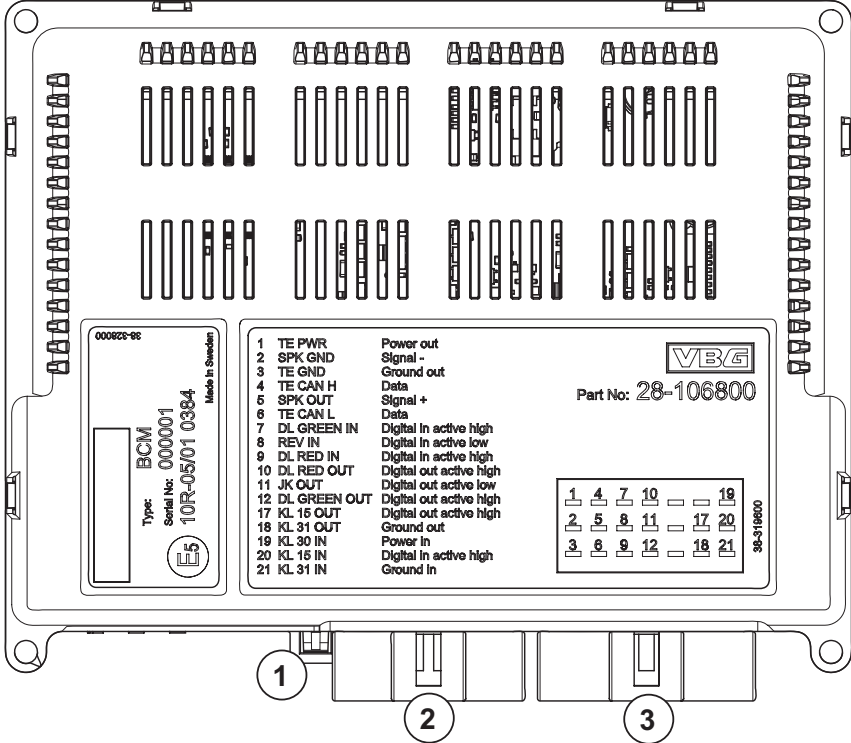 38-328000
Made in Sweden
Type: BCM
Serial No: 000001
10R-05/01 0384
E5
1 TE PWR Power out
2 SPK GND Signal -
3 TE GND Ground out
4 TE CAN H Data
5 SPK OUT Signal +
6 TE CAN L Data
7 DL GREEN IN Digital in active high
8 REV IN Digital in active low
9 DL RED IN Digital in active high
10 DL RED OUT Digital out active high
11 JK OUT Digital out active low
12 DL GREEN OUT Digital out active high
17 KL 15 OUT Digital out active high
18 KL 31 OUT Ground out
19 KL 30 IN Power in
20 KL 15 IN Digital in active high
21 KL 31 IN Ground in
VBG
Part No: 28-106800
1 4 7 10 19
2 5 8 11 17 20
3 6 9 12 18 21
38-319600
1
2
3